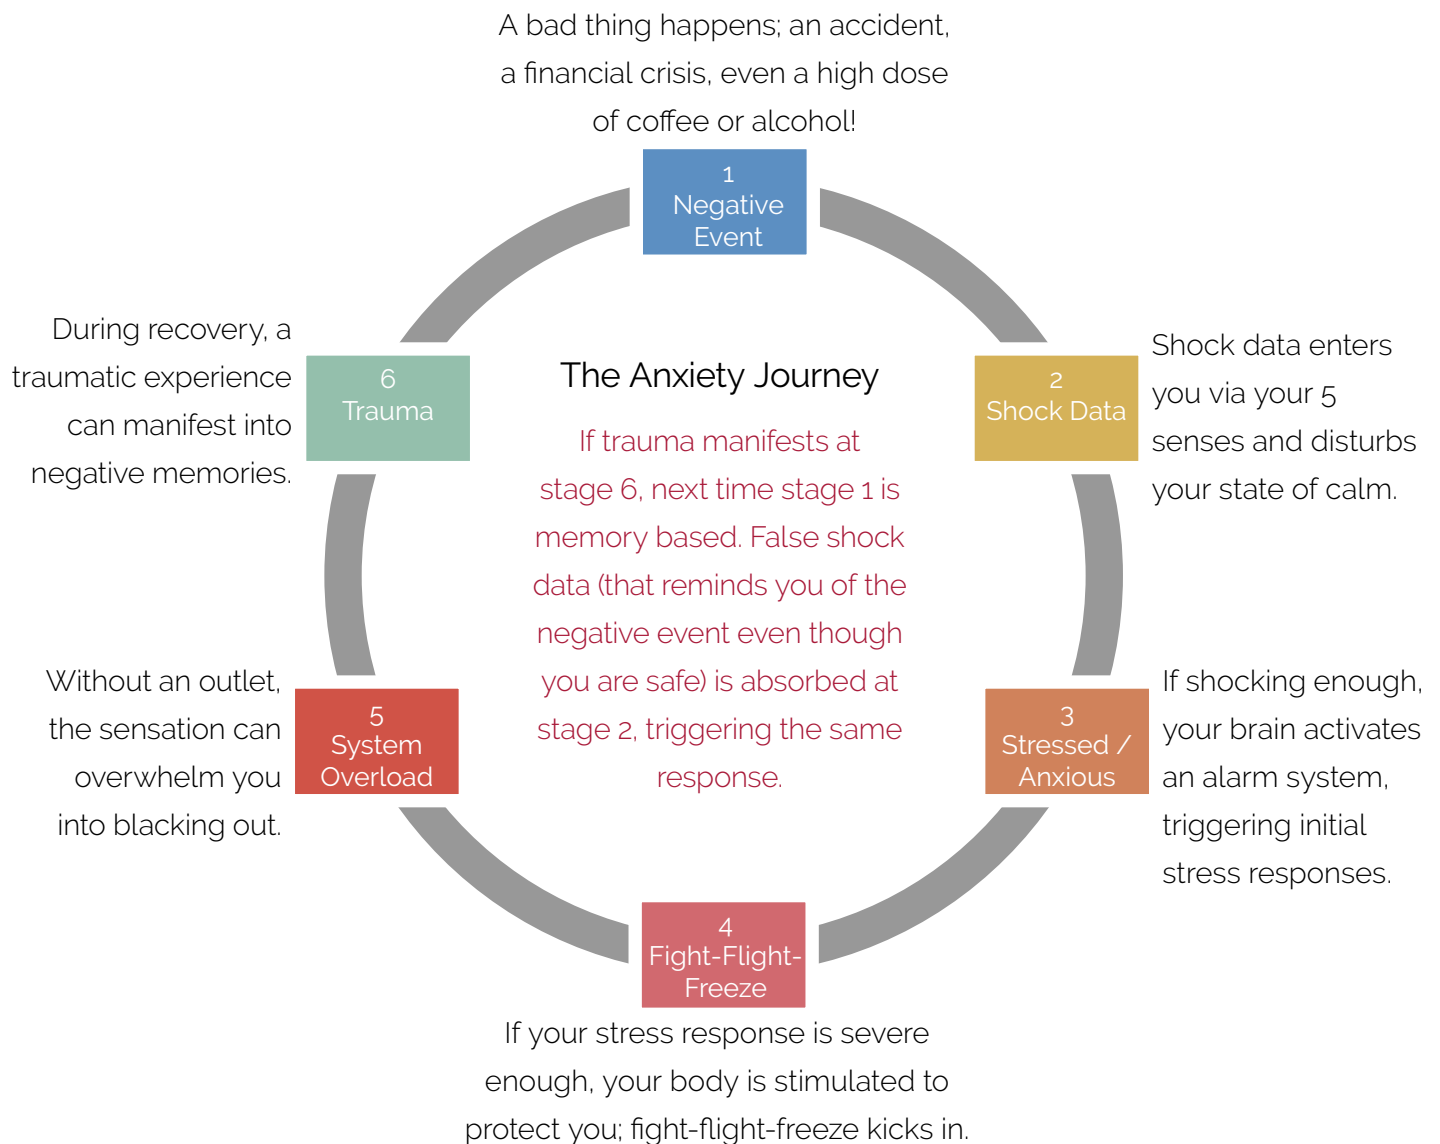 A bad thing happens; an accident,
a financial crisis, even a high dose
of coffee or alcohol!
1
Negative
Event
2
Shock Data
Shock data enters
you via your 5
senses and disturbs
your state of calm.
3
Stressed /
Anxious
If shocking enough,
your brain activates
an alarm system,
triggering initial
stress responses.
4
Fight-Flight-
Freeze
If your stress response is severe
enough, your body is stimulated to
protect you; fight-flight-freeze kicks in.
5
System
Overload
Without an outlet,
the sensation can
overwhelm you
into blacking out.
6
Trauma
During recovery, a
traumatic experience
can manifest into
negative memories.
The Anxiety Journey
If trauma manifests at
stage 6, next time stage 1 is
memory based. False shock
data (that reminds you of the
negative event even though
you are safe) is absorbed at
stage 2, triggering the same
response.